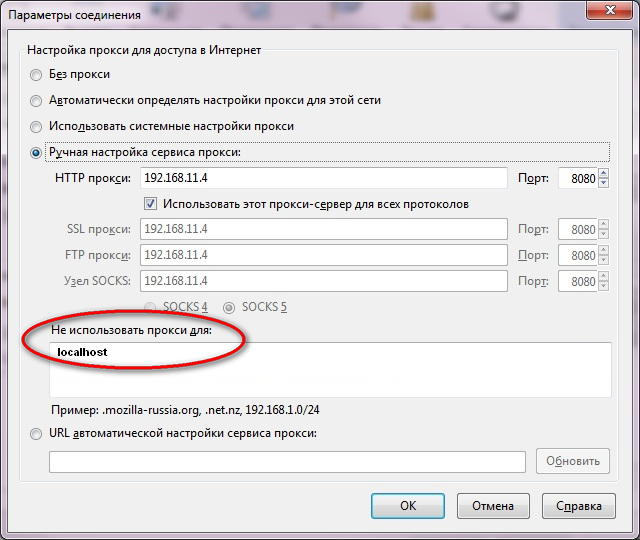 Параметры соединения
Настройка прокси для доступа в Интернет
Без прокси
Автоматически определять настройки прокси для этой сети
Использовать системные настройки прокси
Ручная настройка сервиса прокси:
HTTP прокси: 192.168.11.4 Порт: 8080
Использовать этот прокси-сервер для всех протоколов
SSL прокси: 192.168.11.4 Порт: 8080
FTP прокси: 192.168.11.4 Порт: 8080
Узел SOCKS: 192.168.11.4 Порт: 8080
SOCKS 4 SOCKS 5
Не использовать прокси для:
localhost
Пример: .mozilla-russia.org, .net.nz, 192.168.1.0/24
URL автоматической настройки сервиса прокси:
Обновить
OK Отмена Справка